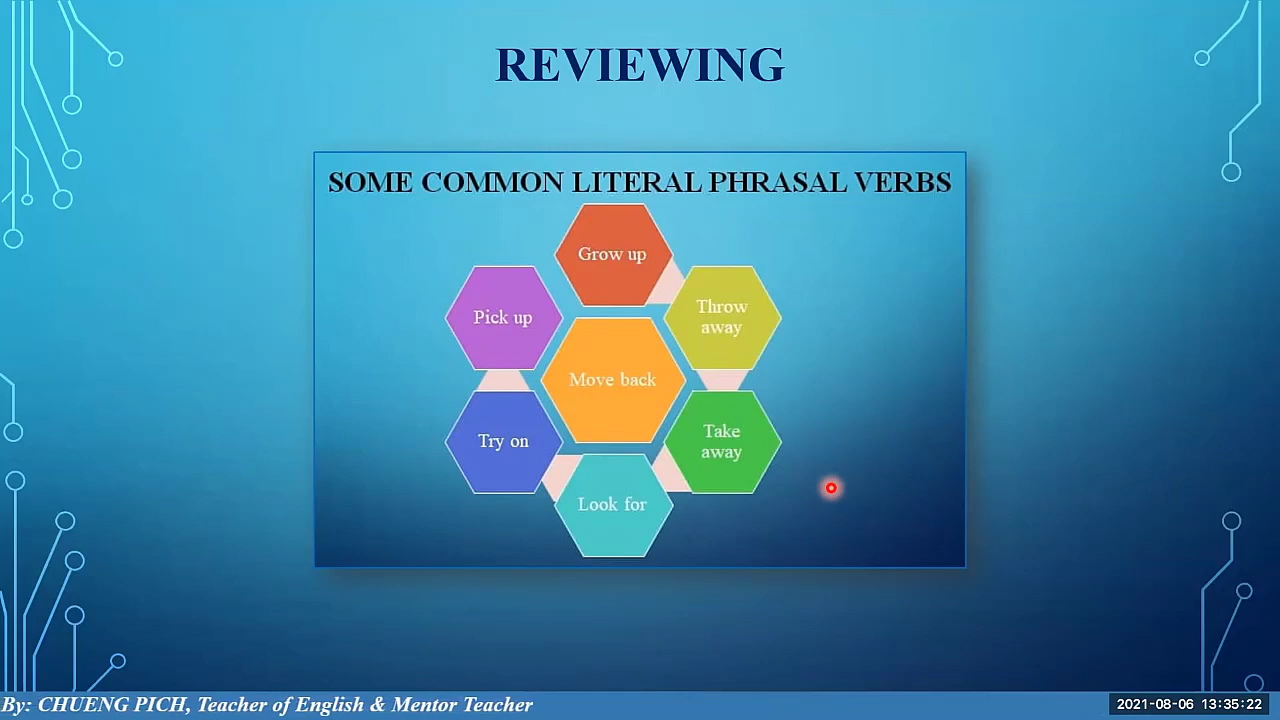 REVIEWING
SOME COMMON LITERAL PHRASAL VERBS
Grow up
Throw
away
Pick up
Move back
Take
away
Try on
Look for
By: CHUENG PICH, Teacher of English & Mentor Teacher
2021-08-06 13:35:22